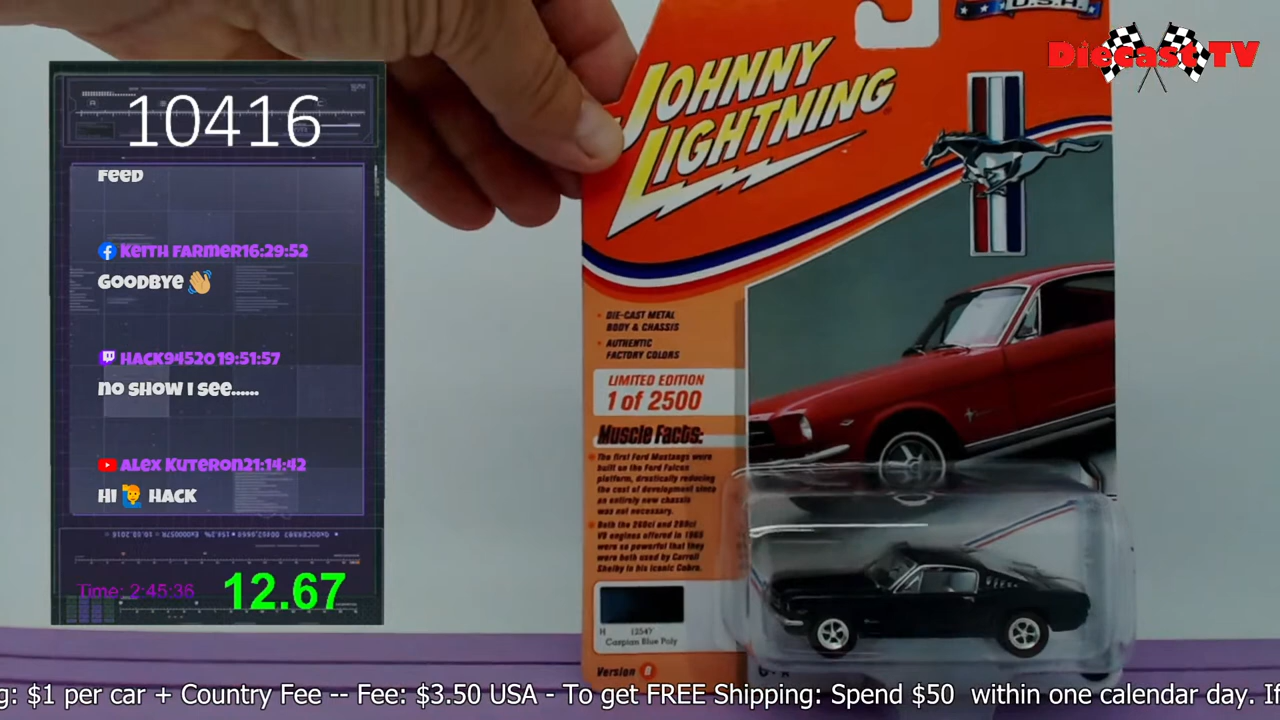 10416
FEED
KEITH FARMER16:29:52
GOODBYE 👋
HACK94520 19:51:57
NO SHOW I SEE......
ALEX KUTERON21:14:42
HI 🙋 HACK
Time: 2:45:36
12.67
U.S.A.
Diecast TV
JOHNNY
LIGHTNING
DIE-CAST METAL
BODY & CHASSIS
AUTHENTIC
FACTORY COLORS
LIMITED EDITION
1 of 2500
Muscle Facts:
The first Ford Mustangs were
built on the Ford Falcon
platform, drastically reducing
the cost of development since
an entirely new chassis
was not necessary.
Both the 260ci and 289ci
V8 engines offered in 1965
were so powerful that they
were both used by Carroll
Shelby in his iconic Cobra.
H 12547
Caspian Blue Poly
Version B
g: $1 per car + Country Fee -- Fee: $3.50 USA - To get FREE Shipping: Spend $50 within one calendar day. If